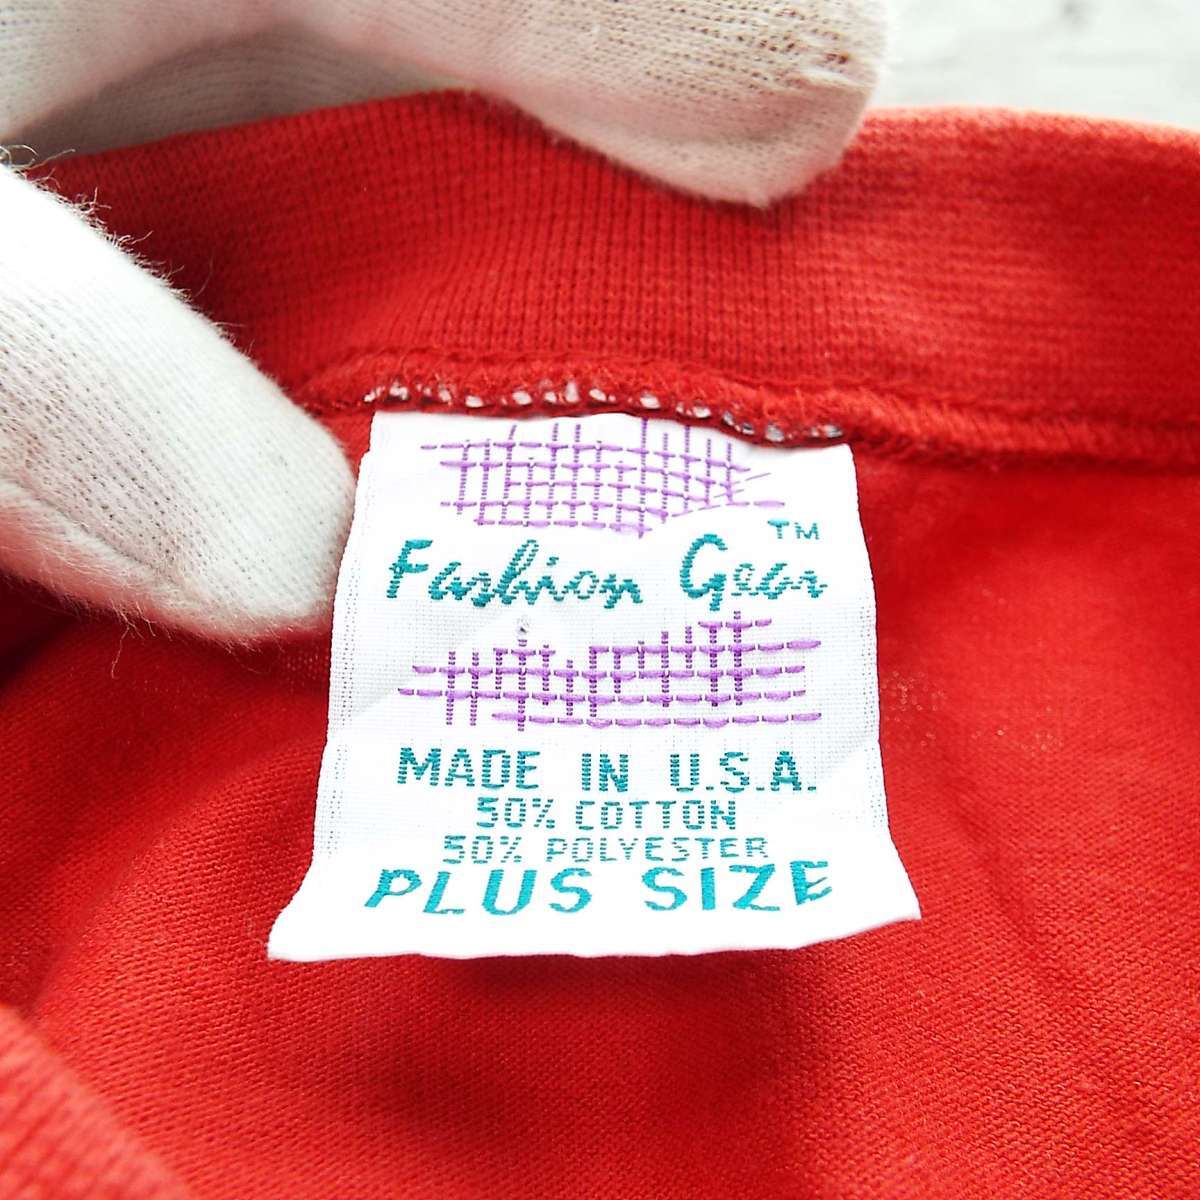 Fashion Gear™
MADE IN U.S.A.
50% COTTON
50% POLYESTER
PLUS SIZE